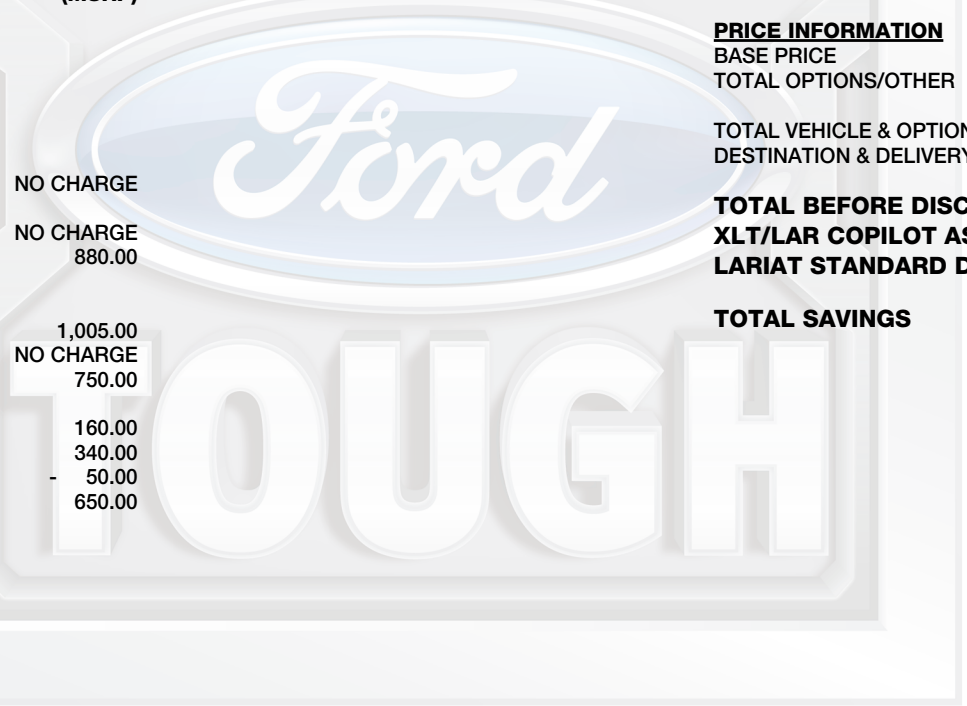 NO CHARGE
NO CHARGE
880.00
1,005.00
NO CHARGE
750.00
160.00
340.00
- 50.00
650.00
PRICE INFORMATION
BASE PRICE
TOTAL OPTIONS/OTHER
TOTAL VEHICLE & OPTION
DESTINATION & DELIVERY
TOTAL BEFORE DISC
XLT/LAR COPILOT AS
LARIAT STANDARD D
TOTAL SAVINGS
Ford
TOUGH